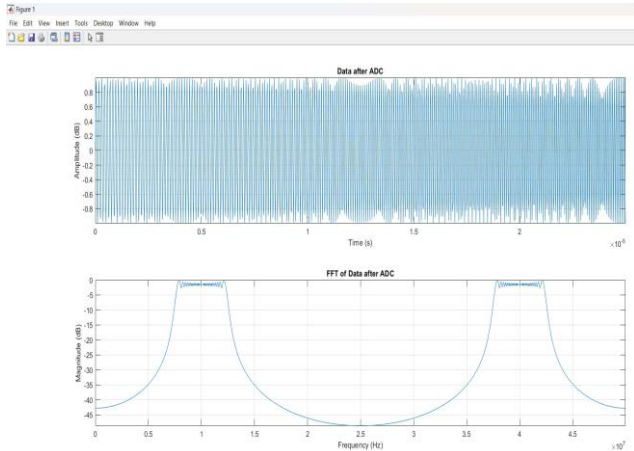 Figure 1
File Edit View Insert Tools Desktop Window Help
Data after ADC
0.8
0.6
0.4
0.2
0
-0.2
-0.4
-0.6
-0.8
Amplitude (dB)
0 0.5 1 1.5 2
Time (s)
×10⁻⁶
FFT of Data after ADC
0
-5
-10
-15
-20
-25
-30
-35
-40
-45
Magnitude (dB)
0 0.5 1 1.5 2 2.5 3 3.5 4 4.5
Frequency (Hz)
×10⁷